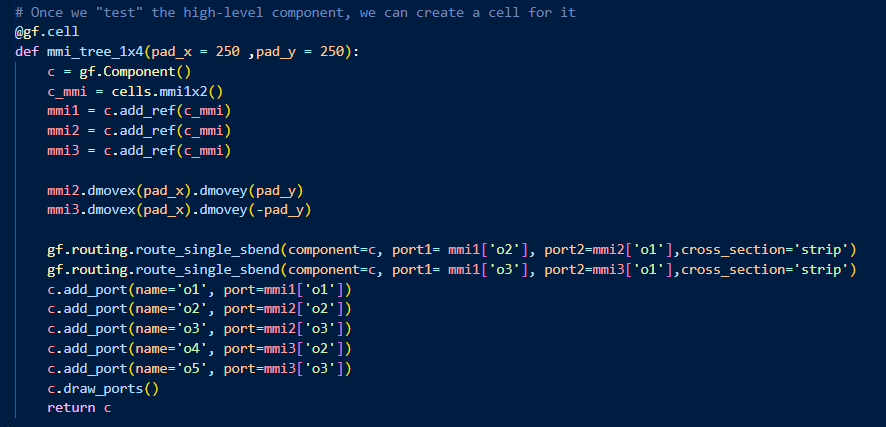 # Once we "test" the high-level component, we can create a cell for it
@gf.cell
def mmi_tree_1x4(pad_x = 250 ,pad_y = 250):
    c = gf.Component()
    c_mmi = cells.mmi1x2()
    mmi1 = c.add_ref(c_mmi)
    mmi2 = c.add_ref(c_mmi)
    mmi3 = c.add_ref(c_mmi)

    mmi2.dmovex(pad_x).dmovey(pad_y)
    mmi3.dmovex(pad_x).dmovey(-pad_y)

    gf.routing.route_single_sbend(component=c, port1= mmi1['o2'], port2=mmi2['o1'],cross_section='strip')
    gf.routing.route_single_sbend(component=c, port1= mmi1['o3'], port2=mmi3['o1'],cross_section='strip')
    c.add_port(name='o1', port=mmi1['o1'])
    c.add_port(name='o2', port=mmi2['o2'])
    c.add_port(name='o3', port=mmi2['o3'])
    c.add_port(name='o4', port=mmi3['o2'])
    c.add_port(name='o5', port=mmi3['o3'])
    c.draw_ports()
    return c